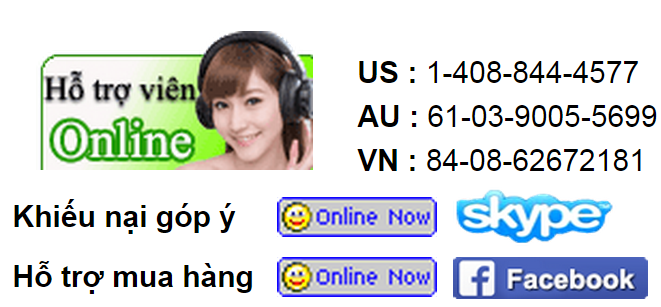 Hỗ trợ viên
Online
US : 1-408-844-4577
AU : 61-03-9005-5699
VN : 84-08-62672181
Khiếu nại góp ý Online Now skype
Hỗ trợ mua hàng Online Now f Facebook